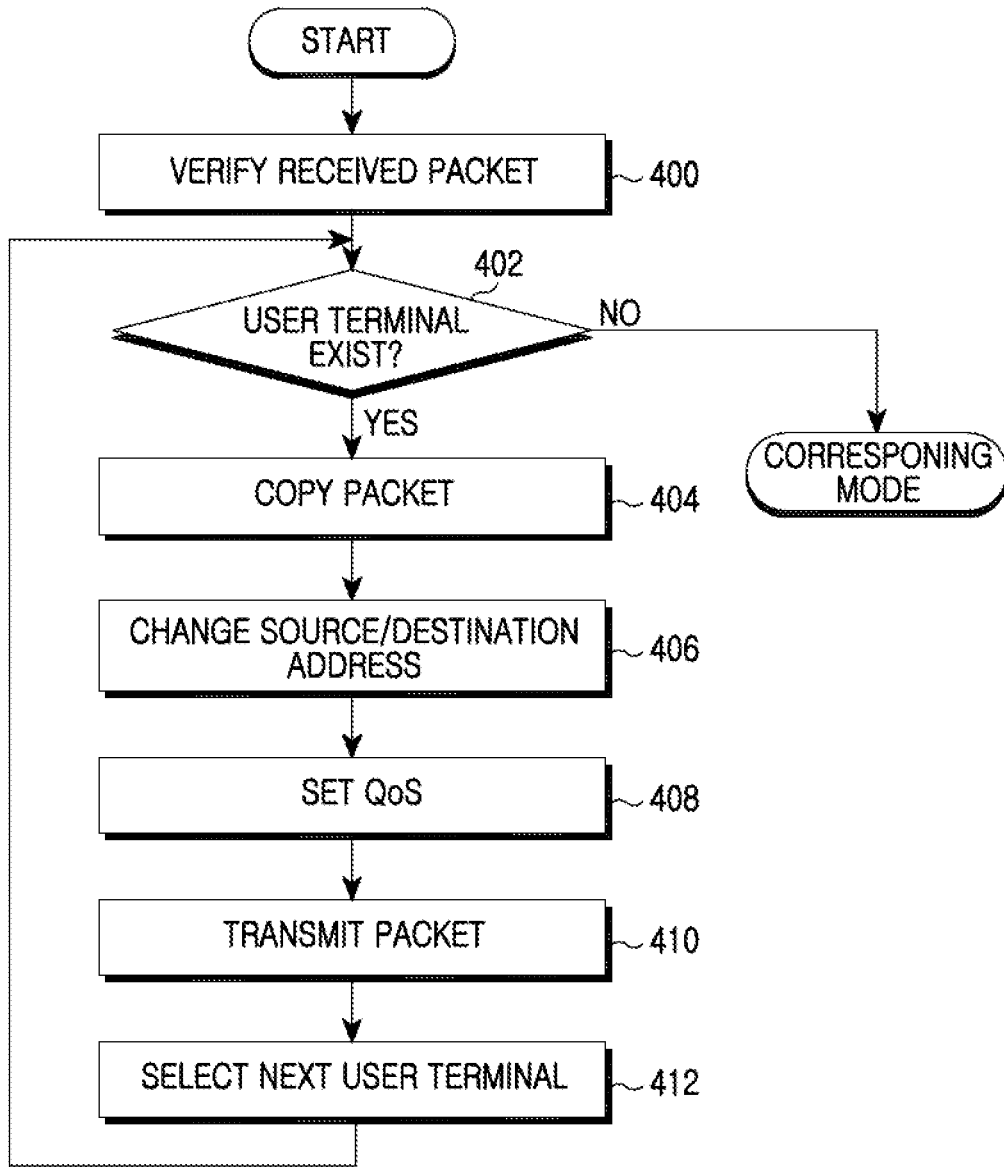 START
VERIFY RECEIVED PACKET
400
402
USER TERMINAL
EXIST?
NO
YES
CORRESPONING
MODE
COPY PACKET
404
CHANGE SOURCE/DESTINATION
ADDRESS
406
SET QoS
408
TRANSMIT PACKET
410
SELECT NEXT USER TERMINAL
412